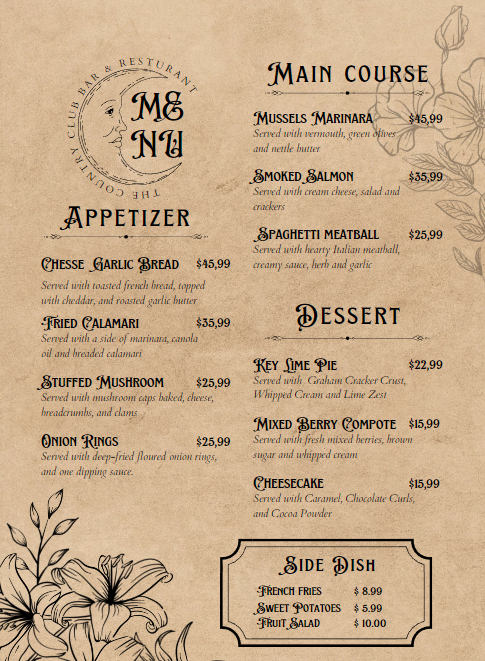 THE COUNTRY CLUB BAR & RESTURANT
MENU
APPETIZER
CHESSE GARLIC BREAD $45,99
Served with toasted french bread, topped
with cheddar, and roasted garlic butter
FRIED CALAMARI $35,99
Served with a side of marinara, canola
oil and breaded calamari
STUFFED MUSHROOM $25,99
Served with mushroom caps baked, cheese,
breadcrumbs, and clams
ONION RINGS $25,99
Served with deep-fried floured onion rings,
and one dipping sauce.
MAIN COURSE
MUSSELS MARINARA $45,99
Served with vermouth, green olives
and nettle butter
SMOKED SALMON $35,99
Served with cream cheese, salad and
crackers
SPAGHETTI MEATBALL $25,99
Served with hearty Italian meatball,
creamy sauce, herb and garlic
DESSERT
KEY LIME PIE $22,99
Served with Graham Cracker Crust,
Whipped Cream and Lime Zest
MIXED BERRY COMPOTE $15,99
Served with fresh mixed berries, brown
sugar and whipped cream
CHEESECAKE $15,99
Served with Caramel, Chocolate Curls,
and Cocoa Powder
SIDE DISH
FRENCH FRIES $ 8.99
SWEET POTATOES $ 5.99
FRUIT SALAD $ 10.00